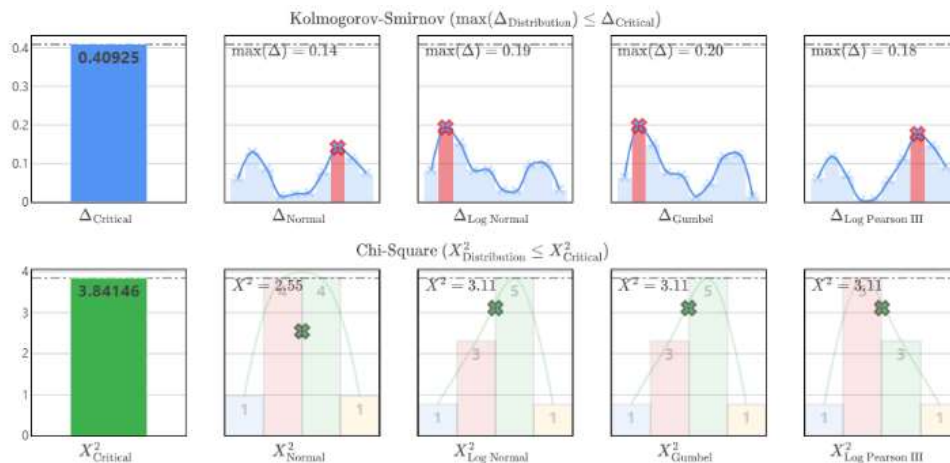 Kolmogorov-Smirnov (max(Δ_Distribution) ≤ Δ_Critical)
0.4
0.3
0.2
0.1
0
0.40925
max(Δ) = 0.14
max(Δ) = 0.19
max(Δ) = 0.20
max(Δ) = 0.18
Δ_Critical
Δ_Normal
Δ_Log Normal
Δ_Gumbel
Δ_Log Pearson III
Chi-Square (X²_Distribution ≤ X²_Critical)
4
3
2
1
0
3.84146
X² = 2.55
1
4
4
1
X² = 3.11
1
3
5
1
X² = 3.11
1
3
5
1
X² = 3.11
1
5
3
1
X²_Critical
X²_Normal
X²_Log Normal
X²_Gumbel
X²_Log Pearson III